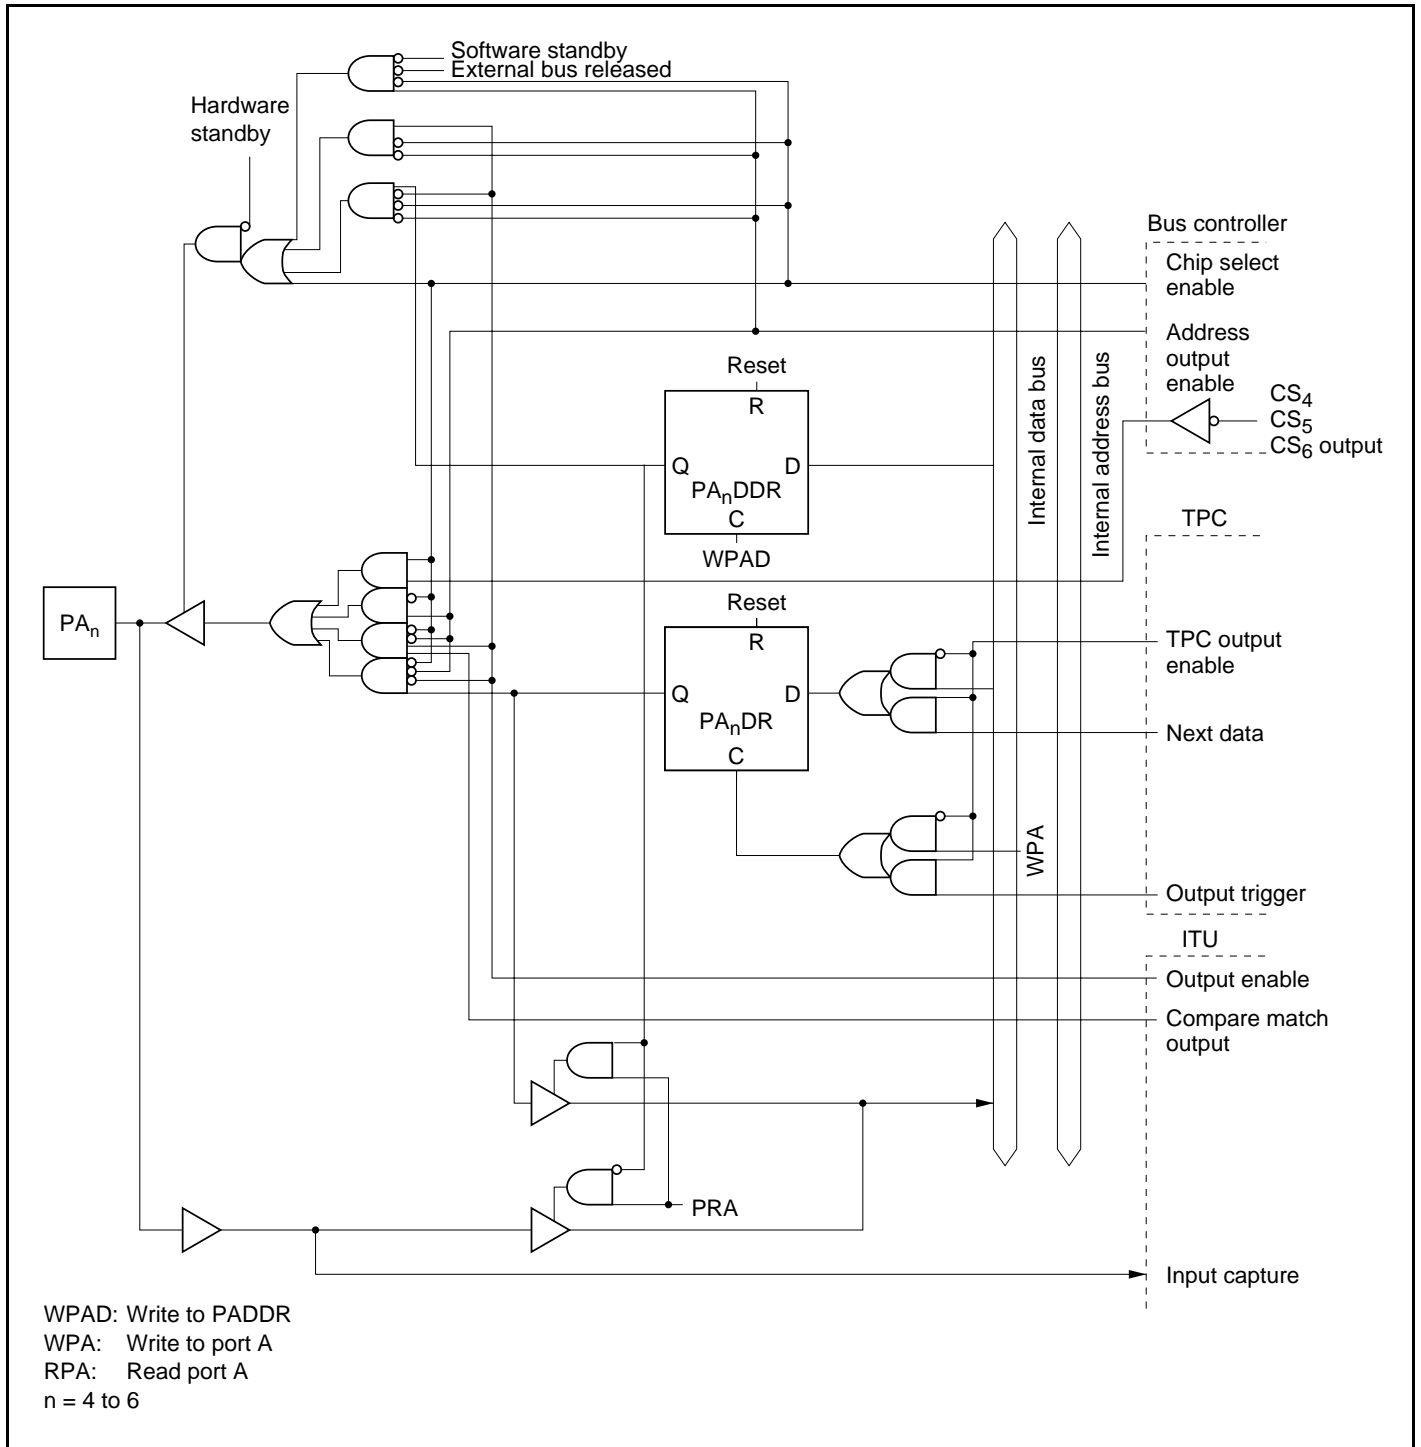 Software standby
External bus released
Hardware
standby
Bus controller
Chip select
enable
Address
output
enable
Reset
R
Q
D
PAnDDR
C
WPAD
Internal data bus
Internal address bus
CS4
CS5
CS6 output
TPC
PAn
Reset
R
Q
D
PAnDR
C
TPC output
enable
Next data
WPA
Output trigger
ITU
Output enable
Compare match
output
PRA
Input capture
WPAD: Write to PADDR
WPA: Write to port A
RPA: Read port A
n = 4 to 6